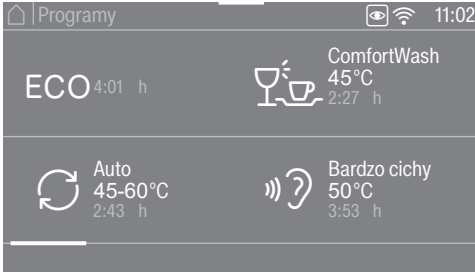 Programy 11:02
ECO 4:01 h
ComfortWash
45°C
2:27 h
Auto
45-60°C
2:43 h
Bardzo cichy
50°C
3:53 h